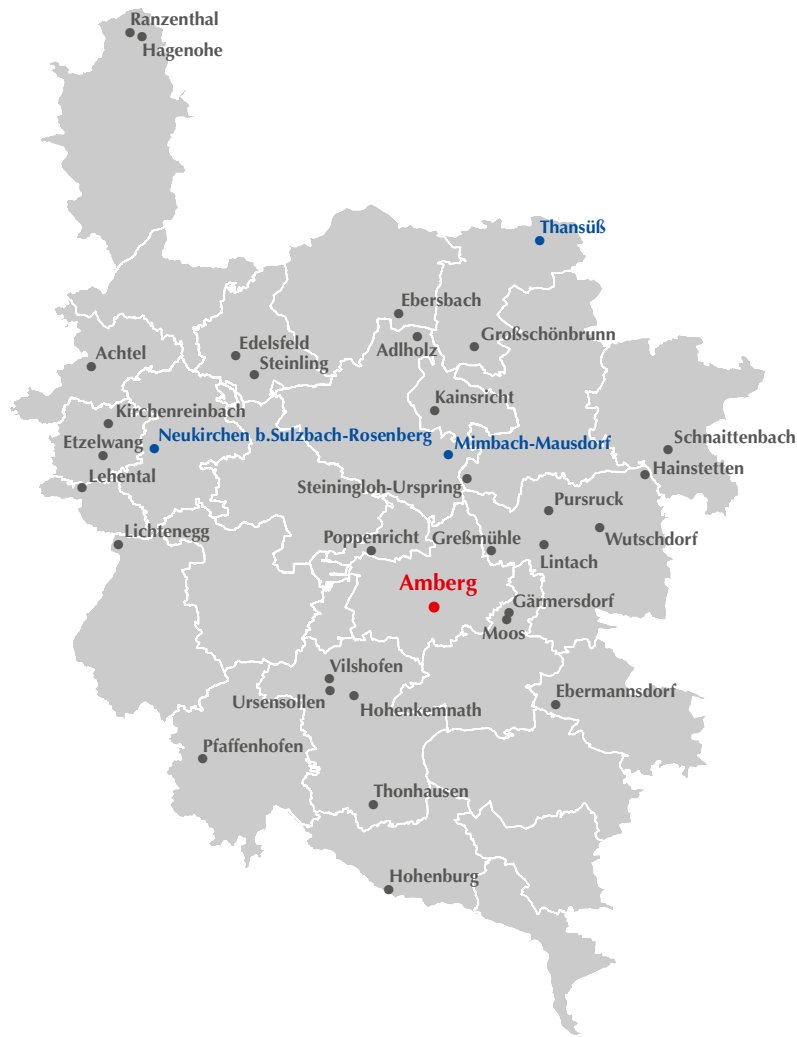 Ranzenthal
Hagenohe
Thansüß
Ebersbach
Großschönbrunn
Edelsfeld
Adlholz
Achtel
Steinling
Kainsricht
Kirchenreinbach
Neukirchen b.Sulzbach-Rosenberg
Schnaittenbach
Etzelwang
Mimbach-Mausdorf
Hainstetten
Lehental
Steiningloh-Urspring
Pursruck
Lichtenegg
Poppenricht
Greßmühle
Wutschdorf
Lintach
Amberg
Gärmersdorf
Moos
Vilshofen
Ebermannsdorf
Ursensollen
Hohenkemnath
Pfaffenhofen
Thonhausen
Hohenburg